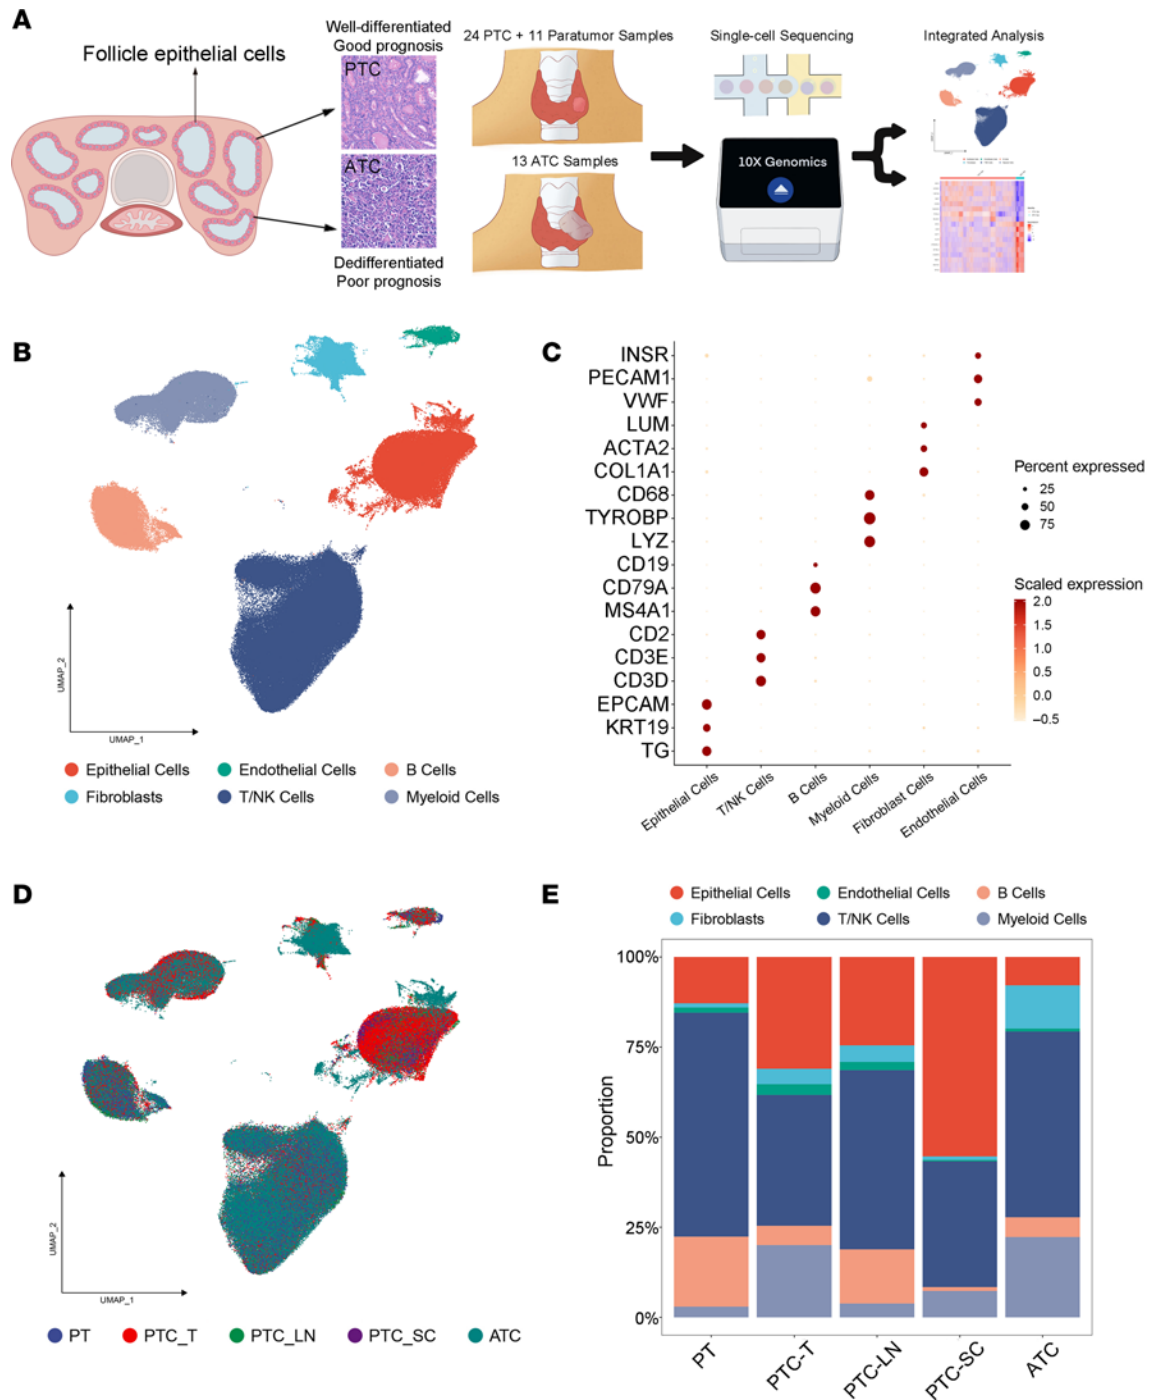 A
Follicle epithelial cells
Well-differentiated
Good prognosis
PTC
ATC
Dedifferentiated
Poor prognosis
24 PTC + 11 Paratumor Samples
13 ATC Samples
Single-cell Sequencing
10X Genomics
Integrated Analysis
B
UMAP_2
UMAP_1
Epithelial Cells
Endothelial Cells
B Cells
Fibroblasts
T/NK Cells
Myeloid Cells
C
INSR
PECAM1
VWF
LUM
ACTA2
COL1A1
CD68
TYROBP
LYZ
CD19
CD79A
MS4A1
CD2
CD3E
CD3D
EPCAM
KRT19
TG
Epithelial Cells
T/NK Cells
B Cells
Myeloid Cells
Fibroblast Cells
Endothelial Cells
Percent expressed
25
50
75
Scaled expression
2.0
1.5
1.0
0.5
0.0
−0.5
D
UMAP_2
UMAP_1
PT
PTC_T
PTC_LN
PTC_SC
ATC
E
Epithelial Cells
Endothelial Cells
B Cells
Fibroblasts
T/NK Cells
Myeloid Cells
Proportion
100%
75%
50%
25%
0%
PT
PTC-T
PTC-LN
PTC-SC
ATC